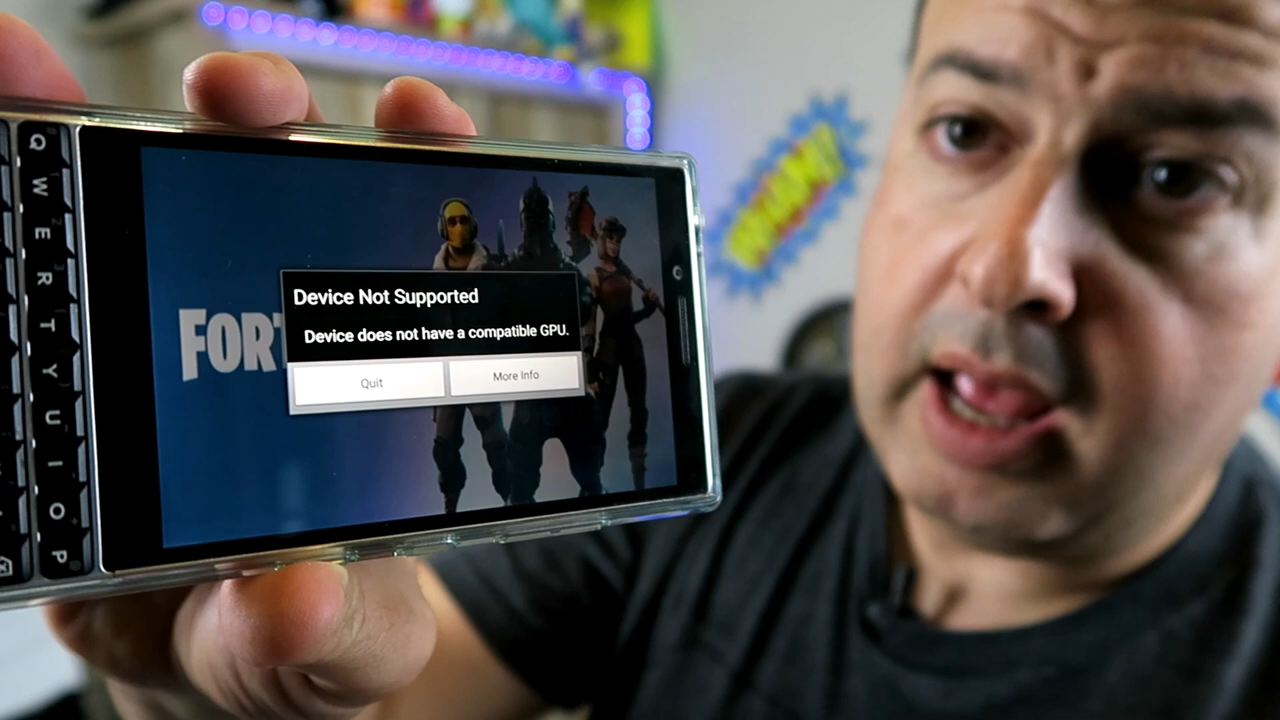 Q
W
E
R
T
Y
U
I
O
P
FORT
Device Not Supported
Device does not have a compatible GPU.
Quit
More Info